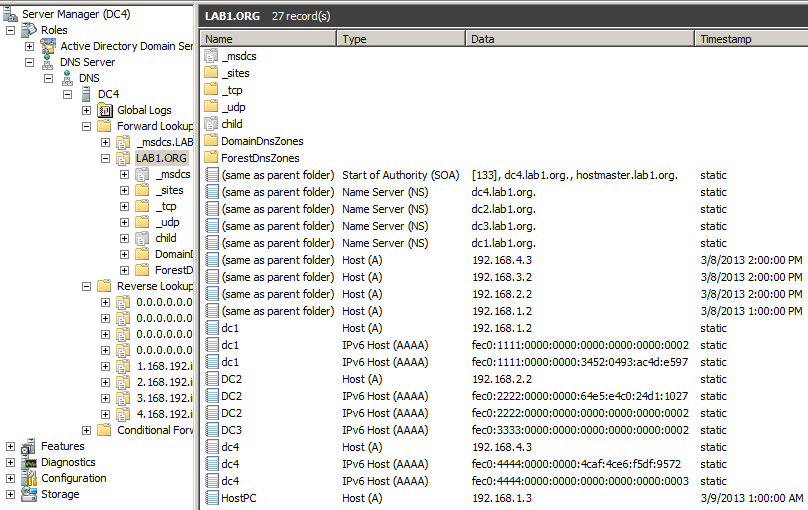 Server Manager (DC4)
Roles
Active Directory Domain Ser
DNS Server
DNS
DC4
Global Logs
Forward Lookup
_msdcs.LAB
LAB1.ORG
_msdcs
_sites
_tcp
_udp
child
DomainD
ForestD
Reverse Lookup
0.0.0.0.0.0
0.0.0.0.0.0
0.0.0.0.0.0
0.0.0.0.0.0
1.168.192.i
2.168.192.i
3.168.192.i
4.168.192.i
Conditional Forw
Features
Diagnostics
Configuration
Storage
LAB1.ORG 27 record(s)
Name Type Data Timestamp
_msdcs
_sites
_tcp
_udp
child
DomainDnsZones
ForestDnsZones
(same as parent folder) Start of Authority (SOA) [133], dc4.lab1.org., hostmaster.lab1.org. static
(same as parent folder) Name Server (NS) dc4.lab1.org. static
(same as parent folder) Name Server (NS) dc2.lab1.org. static
(same as parent folder) Name Server (NS) dc3.lab1.org. static
(same as parent folder) Name Server (NS) dc1.lab1.org. static
(same as parent folder) Host (A) 192.168.4.3 3/8/2013 2:00:00 PM
(same as parent folder) Host (A) 192.168.3.2 3/8/2013 2:00:00 PM
(same as parent folder) Host (A) 192.168.2.2 3/8/2013 2:00:00 PM
(same as parent folder) Host (A) 192.168.1.2 3/8/2013 1:00:00 PM
dc1 Host (A) 192.168.1.2 static
dc1 IPv6 Host (AAAA) fec0:1111:0000:0000:0000:0000:0000:0002 static
dc1 IPv6 Host (AAAA) fec0:1111:0000:0000:3452:0493:ac4d:e597 static
DC2 Host (A) 192.168.2.2 static
DC2 IPv6 Host (AAAA) fec0:2222:0000:0000:64e5:e4c0:24d1:1027 static
DC2 IPv6 Host (AAAA) fec0:2222:0000:0000:0000:0000:0000:0002 static
DC3 IPv6 Host (AAAA) fec0:3333:0000:0000:0000:0000:0000:0002 static
dc4 Host (A) 192.168.4.3 static
dc4 IPv6 Host (AAAA) fec0:4444:0000:0000:4caf:4ce6:f5df:9572 static
dc4 IPv6 Host (AAAA) fec0:4444:0000:0000:0000:0000:0000:0003 static
HostPC Host (A) 192.168.1.3 3/9/2013 1:00:00 AM